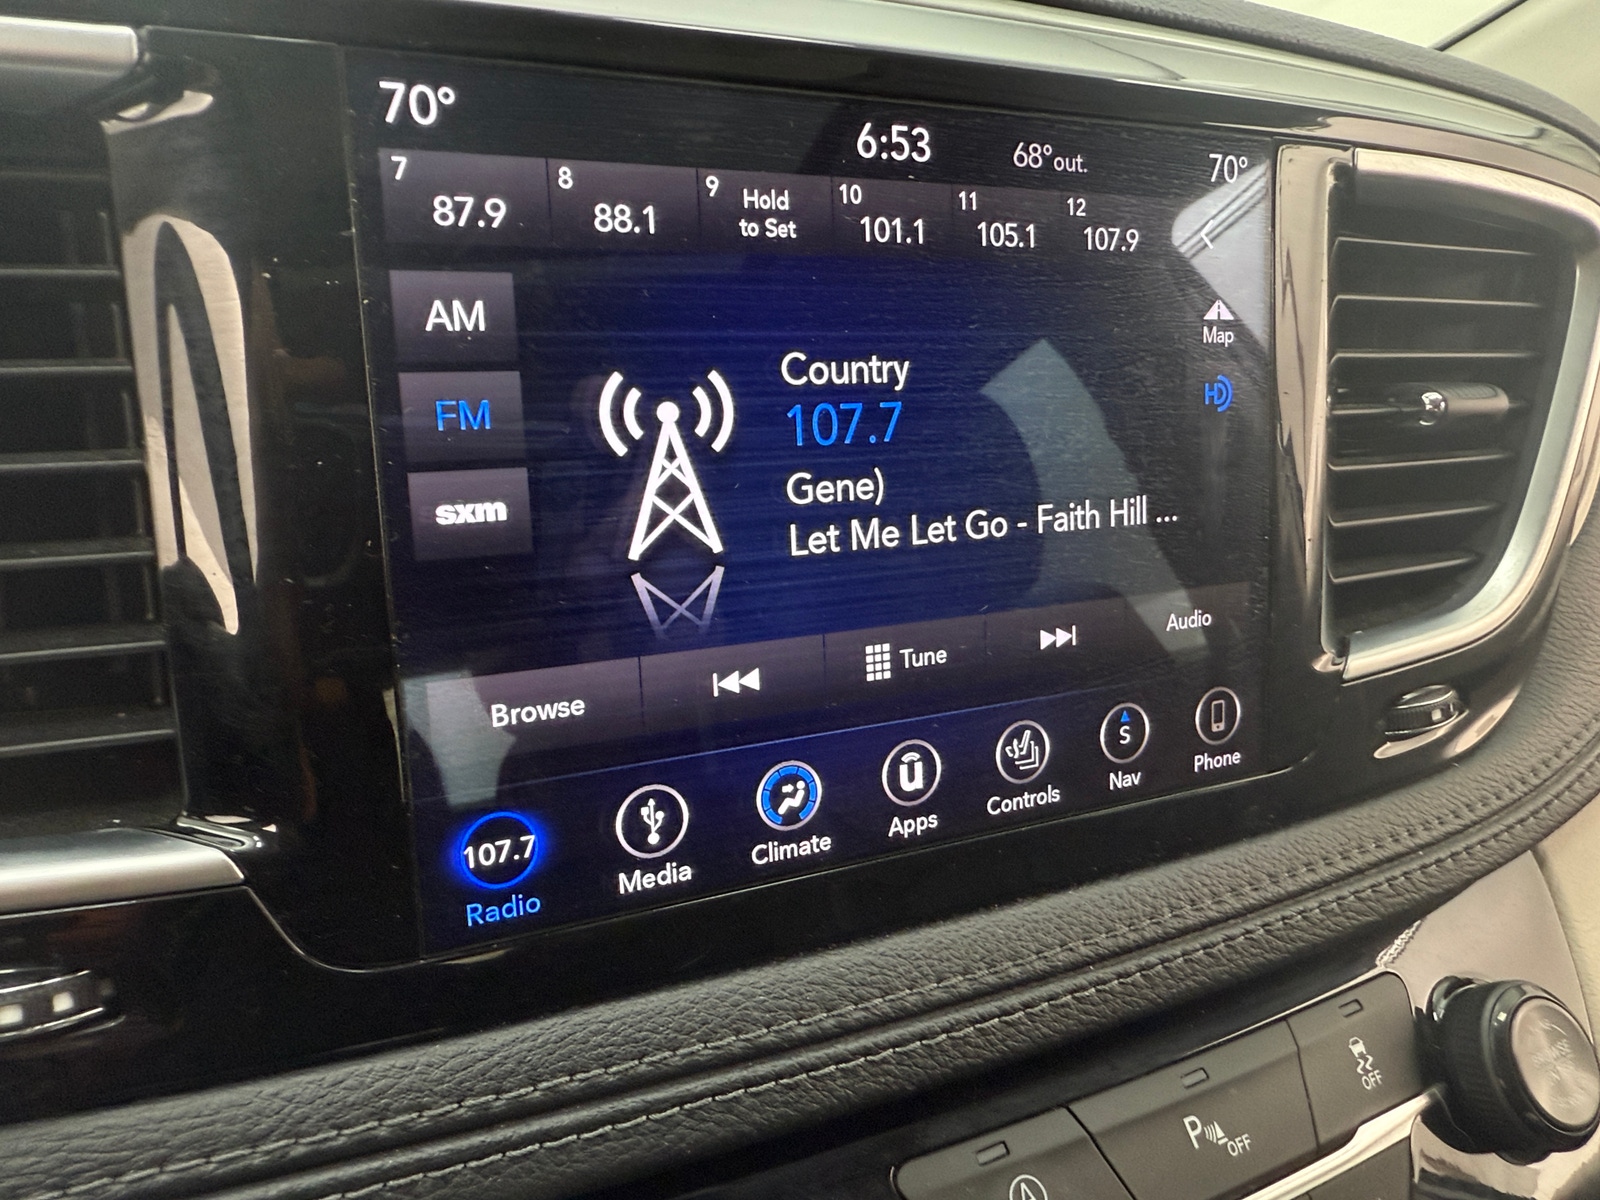 70°
6:53
68°out.
70°
7
87.9
8
88.1
9
Hold
to Set
10
101.1
11
105.1
12
107.9
AM
FM
sxm
Country
107.7
Gene)
Let Me Let Go - Faith Hill ...
Map
HD
Browse
Tune
Audio
107.7
Radio
Media
Climate
u
Apps
Controls
S
Nav
Phone
P OFF
OFF
A